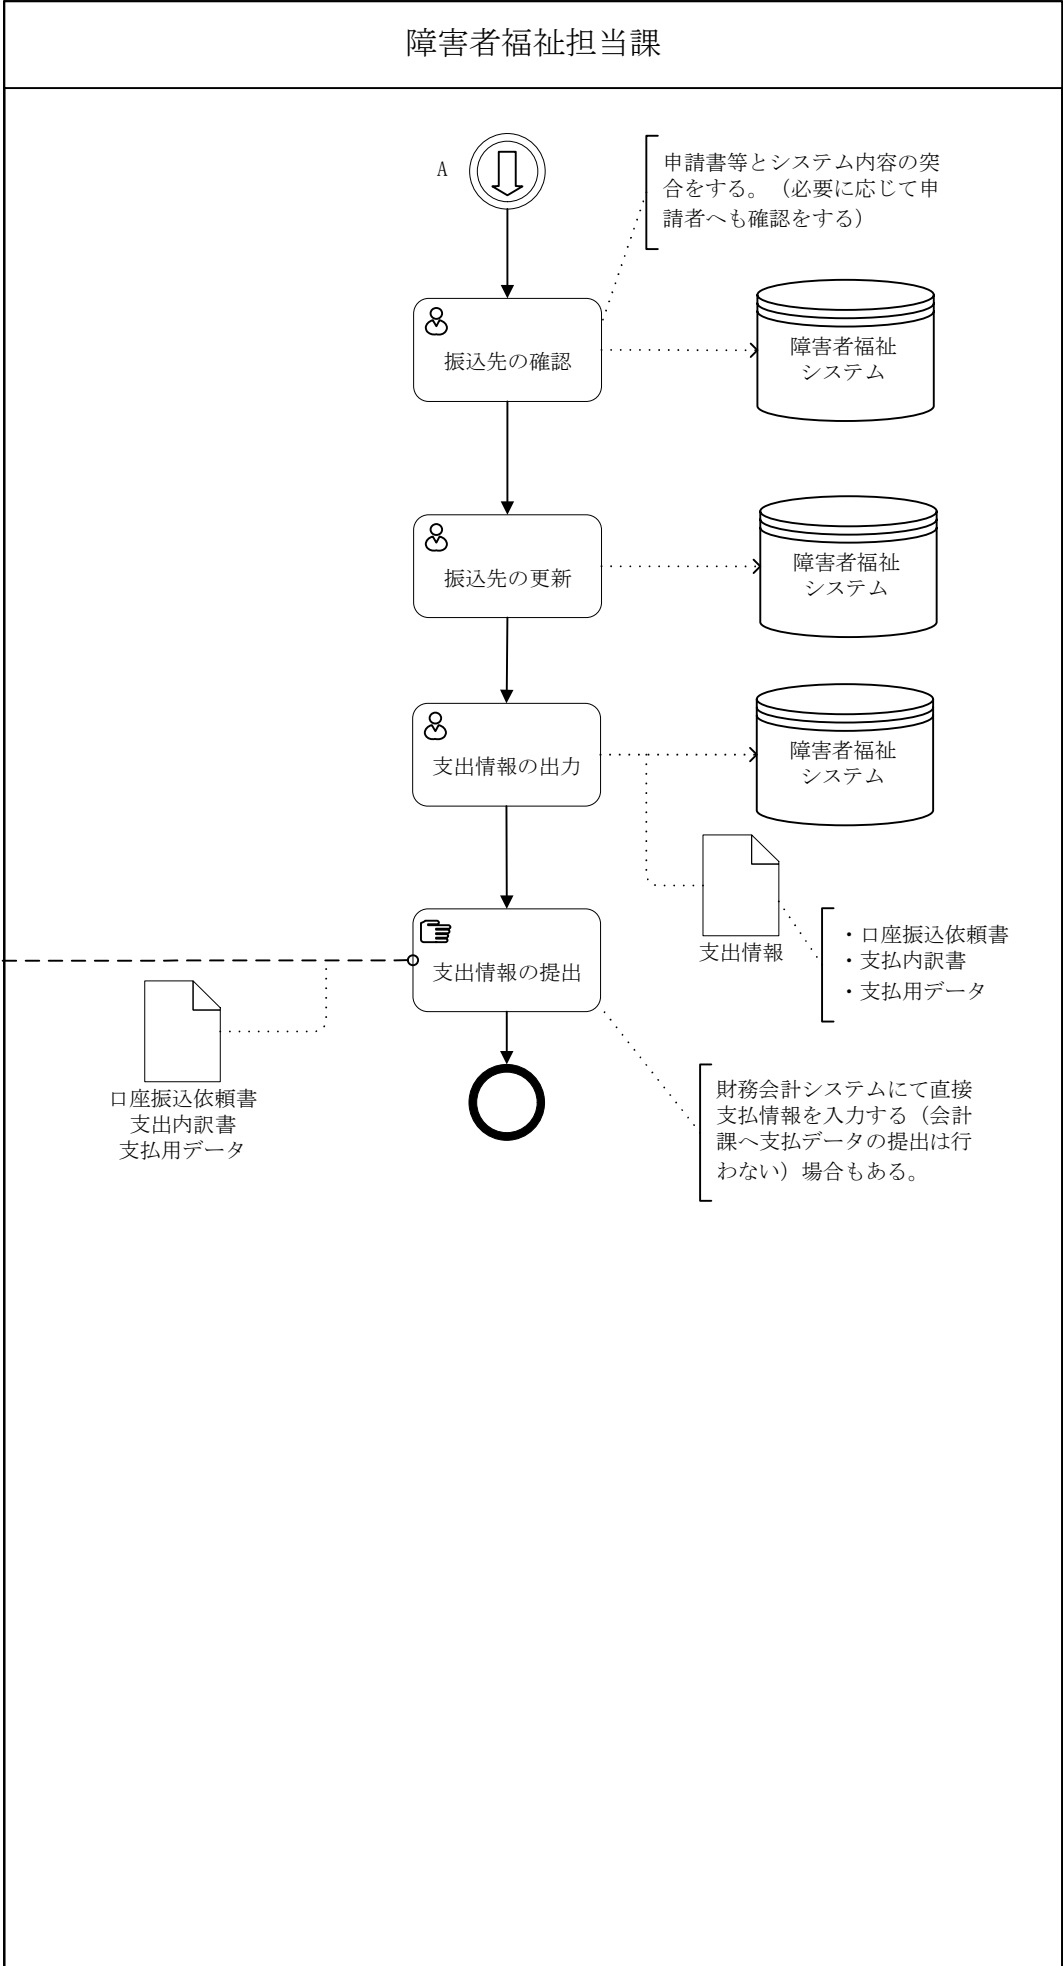 障害者福祉担当課
A
申請書等とシステム内容の突
合をする。（必要に応じて申
請者へも確認をする）
振込先の確認
障害者福祉
システム
振込先の更新
障害者福祉
システム
支出情報の出力
障害者福祉
システム
支出情報
・口座振込依頼書
・支払内訳書
・支払用データ
支出情報の提出
口座振込依頼書
支出内訳書
支払用データ
財務会計システムにて直接
支払情報を入力する（会計
課へ支払データの提出は行
わない）場合もある。